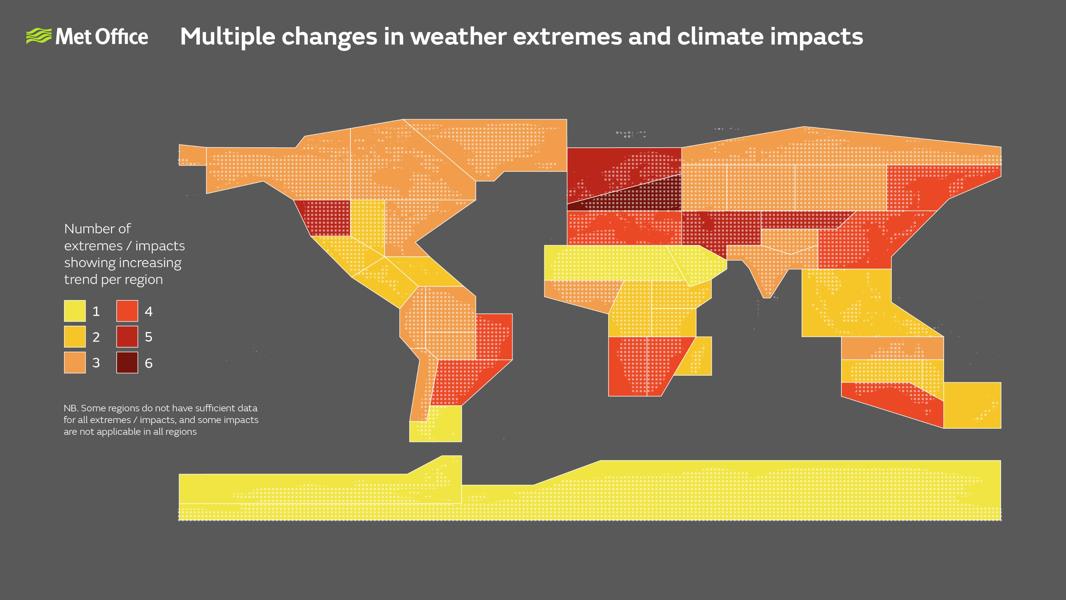 Met Office
Multiple changes in weather extremes and climate impacts
Number of
extremes / impacts
showing increasing
trend per region
1 4
2 5
3 6
NB. Some regions do not have sufficient data
for all extremes / impacts, and some impacts
are not applicable in all regions